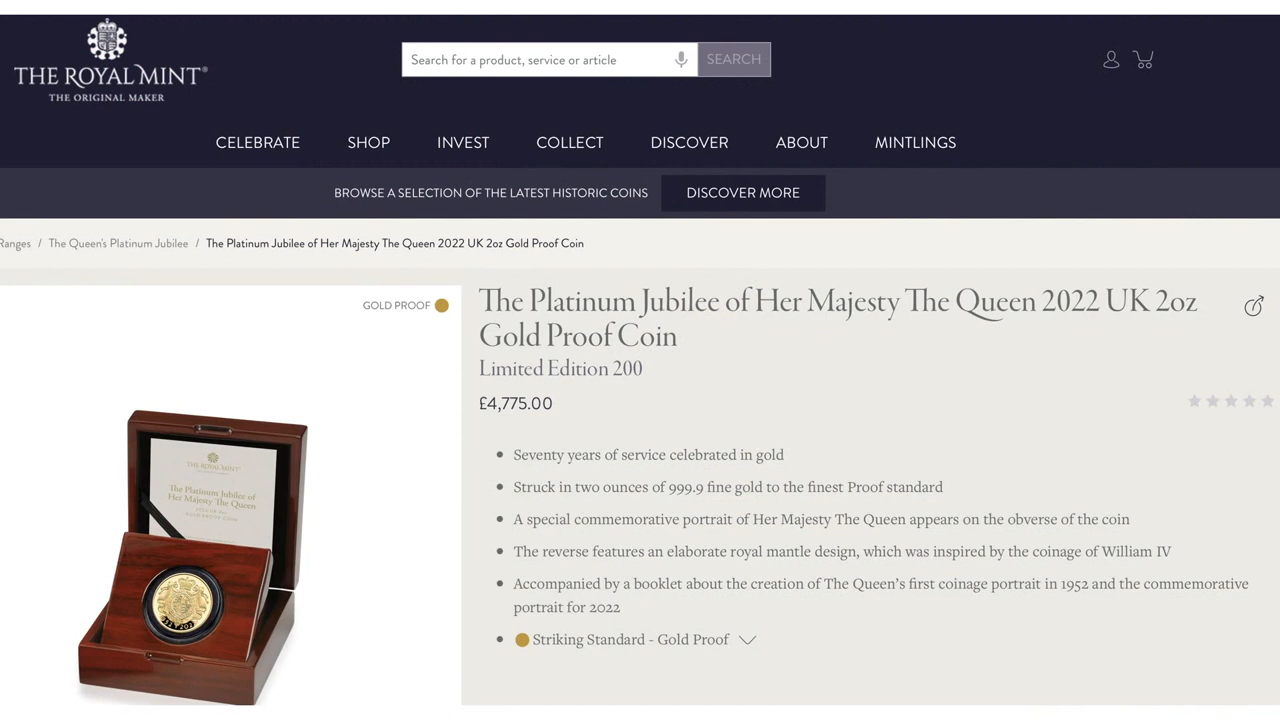 THE ROYAL MINT®
THE ORIGINAL MAKER
Search for a product, service or article
SEARCH
CELEBRATE SHOP INVEST COLLECT DISCOVER ABOUT MINTLINGS
BROWSE A SELECTION OF THE LATEST HISTORIC COINS DISCOVER MORE
Ranges / The Queen's Platinum Jubilee / The Platinum Jubilee of Her Majesty The Queen 2022 UK 2oz Gold Proof Coin
GOLD PROOF
THE ROYAL MINT
The Platinum Jubilee of
Her Majesty The Queen
2022 UK 2oz
GOLD PROOF COIN
The Platinum Jubilee of Her Majesty The Queen 2022 UK 2oz
Gold Proof Coin
Limited Edition 200
£4,775.00
• Seventy years of service celebrated in gold
• Struck in two ounces of 999.9 fine gold to the finest Proof standard
• A special commemorative portrait of Her Majesty The Queen appears on the obverse of the coin
• The reverse features an elaborate royal mantle design, which was inspired by the coinage of William IV
• Accompanied by a booklet about the creation of The Queen’s first coinage portrait in 1952 and the commemorative
portrait for 2022
• Striking Standard - Gold Proof